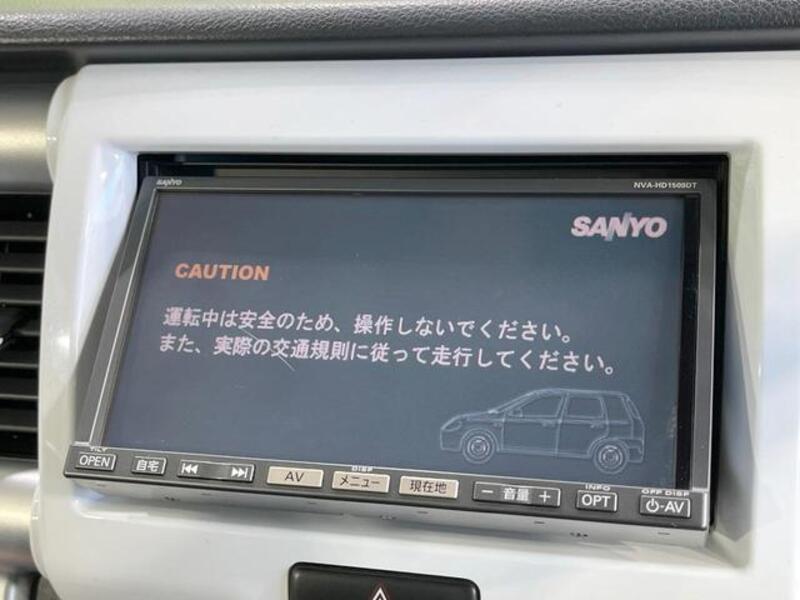 SANYO NVA-HD1500DT
SANYO
CAUTION
運転中は安全のため、操作しないでください。
また、実際の交通規則に従って走行してください。
TILT DISP INFO OFF DISP
OPEN 自宅 AV メニュー 現在地 − 音量 + OPT ⏻-AV